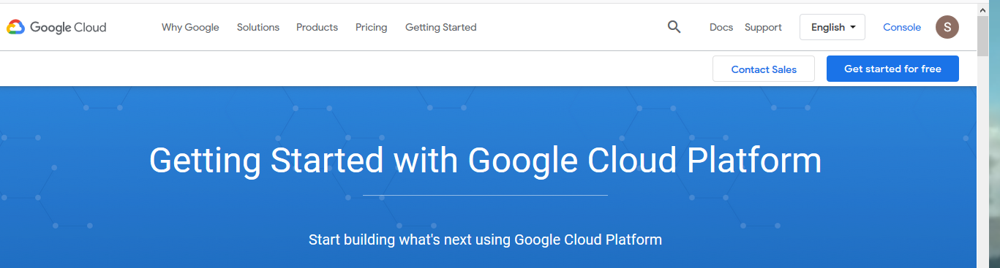 Google Cloud Why Google Solutions Products Pricing Getting Started Docs Support English Console S
Contact Sales Get started for free
Getting Started with Google Cloud Platform
Start building what's next using Google Cloud Platform